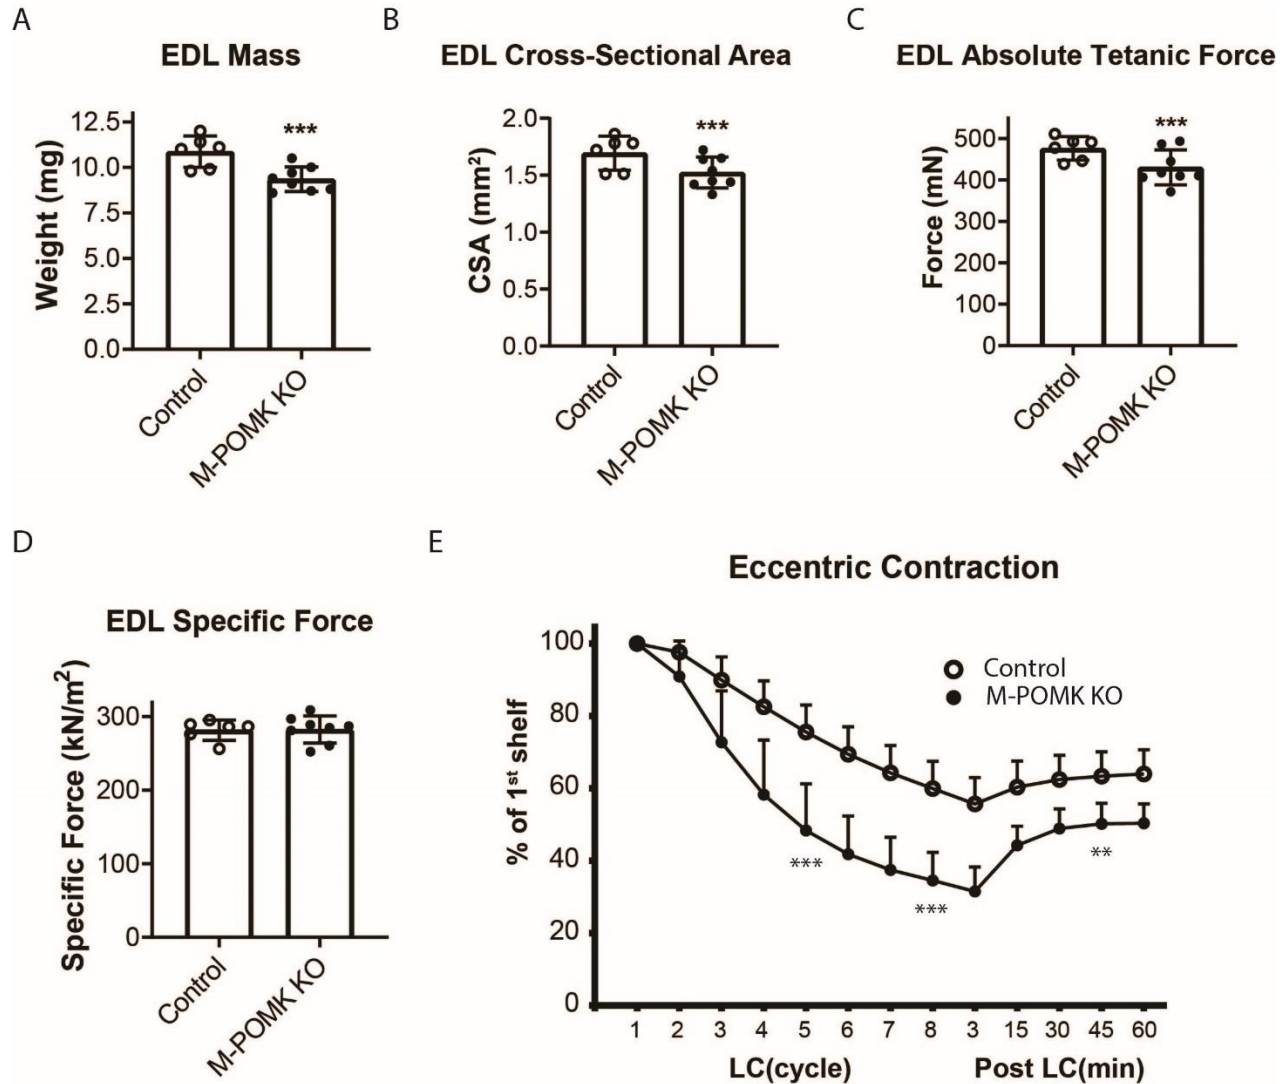 A
EDL Mass
Weight (mg)
12.5
10.0
7.5
5.0
2.5
0.0
***
Control
M-POMK KO
B
EDL Cross-Sectional Area
CSA (mm²)
2.0
1.5
1.0
0.5
0.0
***
Control
M-POMK KO
C
EDL Absolute Tetanic Force
Force (mN)
500
400
300
200
100
0
***
Control
M-POMK KO
D
EDL Specific Force
Specific Force (kN/m²)
300
200
100
0
Control
M-POMK KO
E
Eccentric Contraction
% of 1st shelf
100
80
60
40
20
0
Control
M-POMK KO
***
***
**
1 2 3 4 5 6 7 8 3 15 30 45 60
LC(cycle) Post LC(min)